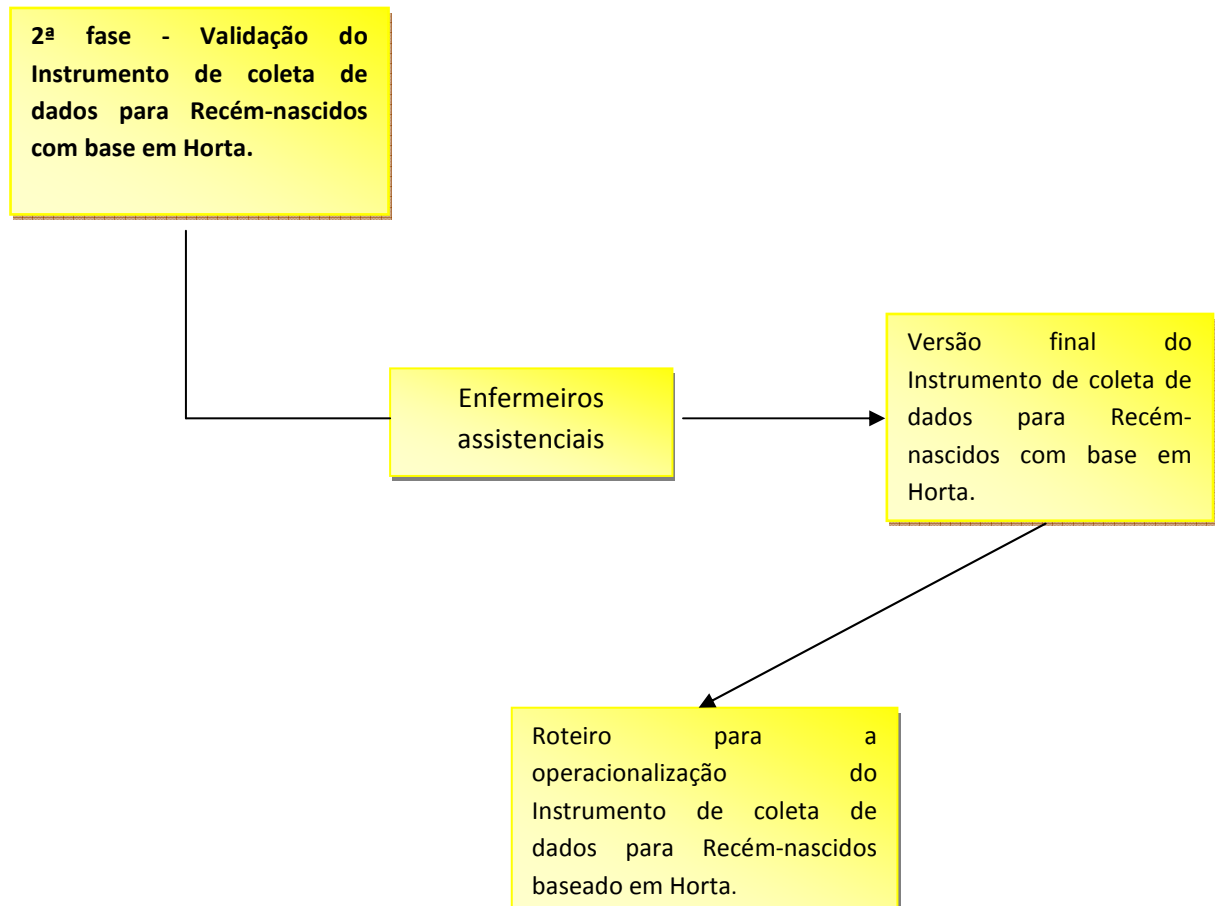 2ª fase - Validação do
Instrumento de coleta de
dados para Recém-nascidos
com base em Horta.
Enfermeiros
assistenciais
Versão final do
Instrumento de coleta de
dados para Recém-
nascidos com base em
Horta.
Roteiro para a
operacionalização do
Instrumento de coleta de
dados para Recém-nascidos
baseado em Horta.